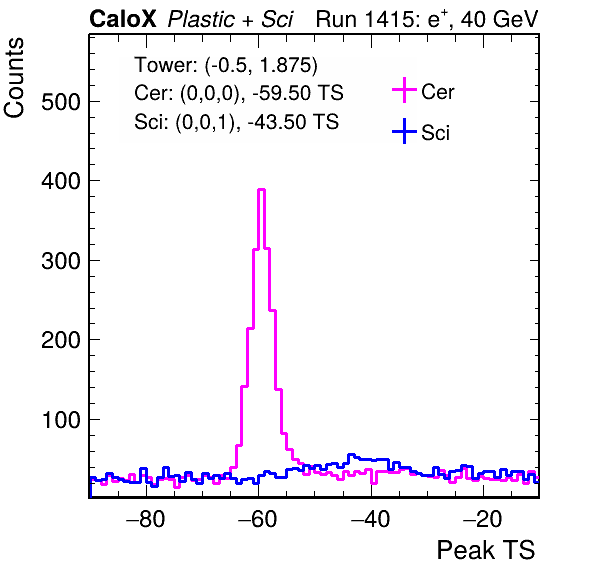 CaloX Plastic + Sci Run 1415: e⁺, 40 GeV
Tower: (-0.5, 1.875)
Cer: (0,0,0), -59.50 TS
Sci: (0,0,1), -43.50 TS
Cer
Sci
Counts
500
400
300
200
100
−80 −60 −40 −20
Peak TS